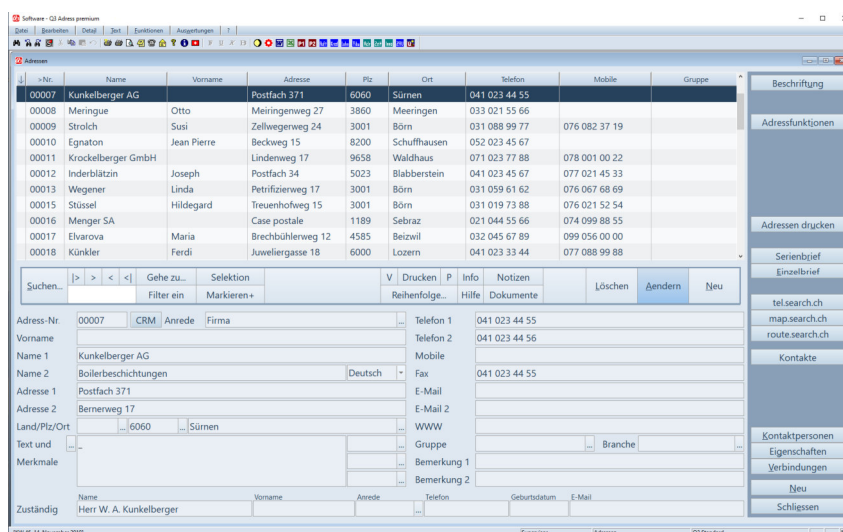 Software - Q3 Adress premium
Datei Bearbeiten Detail Text Funktionen Auswertungen ?
Adressen
>Nr. Name Vorname Adresse Plz Ort Telefon Mobile Gruppe
00007 Kunkelberger AG Postfach 371 6060 Sürnen 041 023 44 55
00008 Meringue Otto Meiringenweg 27 3860 Meeringen 033 021 55 66
00009 Strolch Susi Zellwegerweg 24 3001 Börn 031 088 99 77 076 082 37 19
00010 Egnaton Jean Pierre Beckweg 15 8200 Schuffhausen 052 023 45 67
00011 Krockelberger GmbH Lindenweg 17 9658 Waldhaus 071 023 77 88 078 001 00 22
00012 Inderblätzin Joseph Postfach 34 5023 Blabberstein 041 023 45 67 077 021 45 33
00013 Wegener Linda Petrifizierweg 17 3001 Börn 031 059 61 62 076 067 68 69
00015 Stüssel Hildegard Treuenhofweg 15 3001 Börn 031 019 73 88 076 021 52 54
00016 Menger SA Case postale 1189 Sebraz 021 044 55 66 074 099 88 55
00017 Elvarova Maria Brechbühlerweg 12 4585 Beizwil 032 045 67 89 099 056 00 00
00018 Künkler Ferdi Juweliergasse 18 6000 Lozern 041 023 33 44 077 088 99 88
Suchen... |> > < <| Gehe zu... Selektion V Drucken P Info Notizen Löschen Aendern Neu
Filter ein Markieren+ Reihenfolge... Hilfe Dokumente
Adress-Nr. 00007 CRM Anrede Firma ... Telefon 1 041 023 44 55
Vorname Telefon 2 041 023 44 56
Name 1 Kunkelberger AG Mobile
Name 2 Boilerbeschichtungen Deutsch Fax 041 023 44 55
Adresse 1 Postfach 371 E-Mail
Adresse 2 Bernerweg 17 E-Mail 2
Land/Plz/Ort ... 6060 ... Sürnen ... WWW
Text und ... ... Gruppe ... Branche ...
Merkmale ... Bemerkung 1
... Bemerkung 2
Name Vorname Anrede Telefon Geburtsdatum E-Mail
Zuständig Herr W. A. Kunkelberger ...
Beschriftung
Adressfunktionen
Adressen drucken
Serienbrief
Einzelbrief
tel.search.ch
map.search.ch
route.search.ch
Kontakte
Kontaktpersonen
Eigenschaften
Verbindungen
Neu
Schliessen